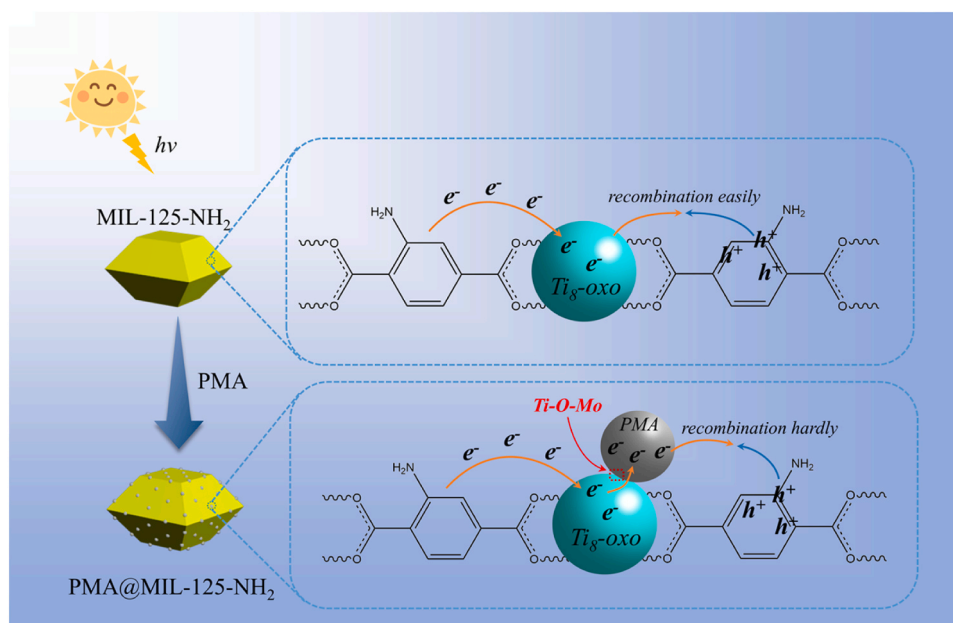 hv
MIL-125-NH₂
PMA
PMA@MIL-125-NH₂
e⁻
e⁻
e⁻
recombination easily
H₂N
NH₂
O
O
O
O
e⁻
e⁻
Ti₈-oxo
h⁺
h⁺
h⁺
O
O
O
O
Ti-O-Mo
PMA
recombination hardly
e⁻
e⁻
e⁻
e⁻
e⁻
e⁻
H₂N
NH₂
O
O
O
O
e⁻
e⁻
Ti₈-oxo
h⁺
h⁺
h⁺
O
O
O
O